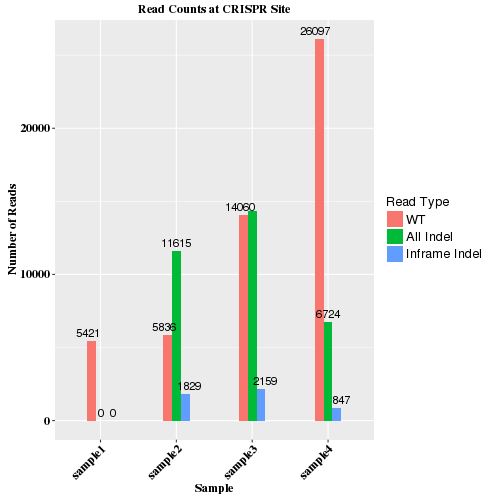 Read Counts at CRISPR Site
Number of Reads
20000
10000
0
5421
0 0
5836
11615
1829
14060
2159
26097
6724
847
sample1
sample2
sample3
sample4
Sample
Read Type
WT
All Indel
Inframe Indel